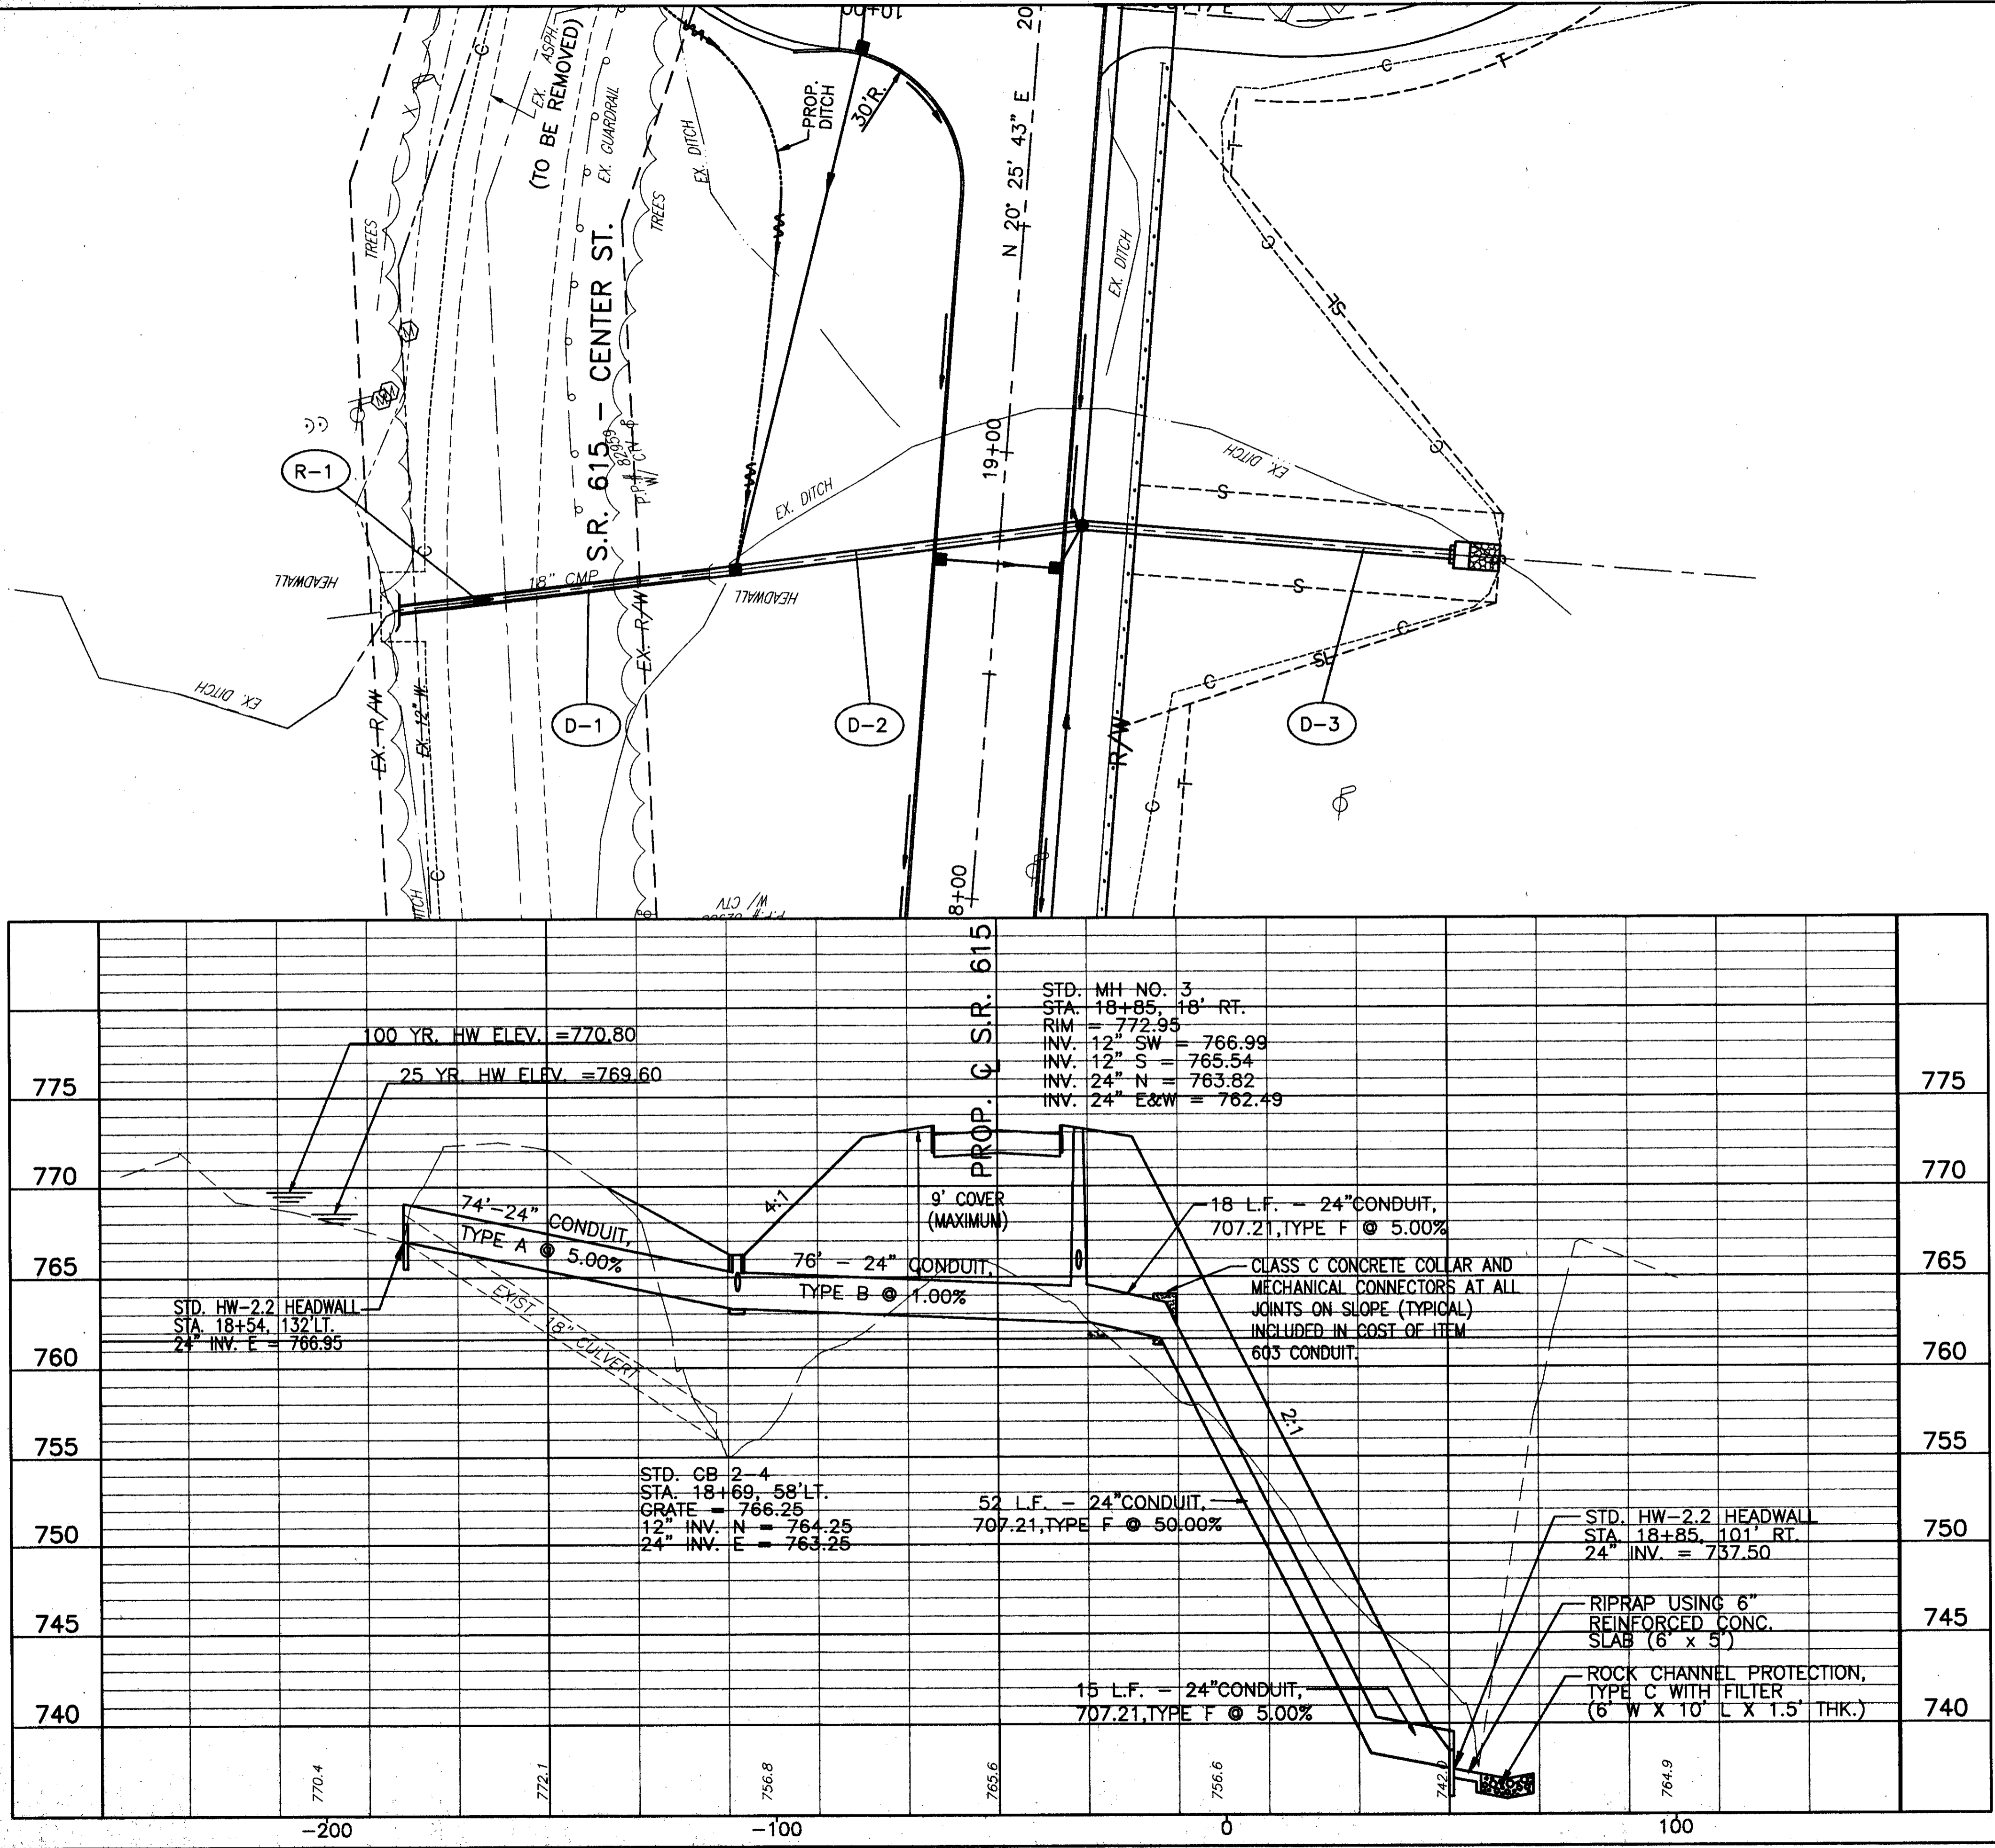 10+00
20
EX. ASPH.
(TO BE REMOVED)
EX. GUARDRAIL
C
T
PROP.
DITCH
30'R.
N 20° 25' 43" E
EX. DITCH
EX. DITCH
TREES
TREES
X
T
C
SL
M
M
S.R. 615 - CENTER ST.
P.P.# 82959
W/ CTV
19+00
EX. DITCH
EX. DITCH
C
S
R-1
C
HEADWALL
18" CMP
HEADWALL
S
C
SL
C
EX. DITCH
EX. R/W
EX. 12" W.
EX. R/W
D-1
D-2
D-3
R/W
T
C
C
8+00
W/ CTV
PROP. ℄ S.R. 615
STD. MH NO. 3
STA. 18+85, 18' RT.
RIM = 772.95
INV. 12" SW = 766.99
INV. 12" S = 765.54
INV. 24" N = 763.82
INV. 24" E&W = 762.49
100 YR. HW ELEV. =770.80
25 YR. HW ELEV. =769.60
775
775
770
770
765
765
760
760
755
755
750
750
745
745
740
740
74'-24" CONDUIT,
TYPE A @ 5.00%
4:1
9' COVER
(MAXIMUM)
76' - 24" CONDUIT,
TYPE B @ 1.00%
18 L.F. - 24"CONDUIT,
707.21,TYPE F @ 5.00%
CLASS C CONCRETE COLLAR AND
MECHANICAL CONNECTORS AT ALL
JOINTS ON SLOPE (TYPICAL)
INCLUDED IN COST OF ITEM
603 CONDUIT.
STD. HW-2.2 HEADWALL
STA. 18+54, 132'LT.
24" INV. E = 766.95
EXIST 18" CULVERT
2:1
STD. CB 2-4
STA. 18+69, 58'LT.
GRATE = 766.25
12" INV. N = 764.25
24" INV. E = 763.25
52 L.F. - 24"CONDUIT,
707.21,TYPE F @ 50.00%
STD. HW-2.2 HEADWALL
STA. 18+85, 101' RT.
24" INV. = 737.50
RIPRAP USING 6"
REINFORCED CONC.
SLAB (6' x 5')
ROCK CHANNEL PROTECTION,
TYPE C WITH FILTER
(6' W X 10' L X 1.5' THK.)
15 L.F. - 24"CONDUIT,
707.21,TYPE F @ 5.00%
770.4
772.1
756.8
765.6
756.6
764.9
-200
-100
0
100